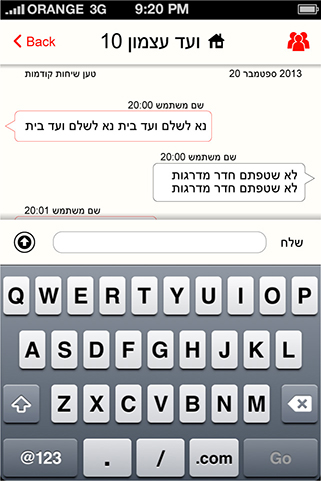 ORANGE 3G 9:20 PM
Back ועד עצמון 10
20 ספטמבר 2013 טען שיחות קודמות
שם משתמש 20:00
נא לשלם ועד בית נא לשלם ועד בית
שם משתמש 20:00
לא שטפתם חדר מדרגות
לא שטפתם חדר מדרגות
שם משתמש 20:01
שלח
Q W E R T Y U I O P
A S D F G H J K L
Z X C V B N M
@123 . / .com Go